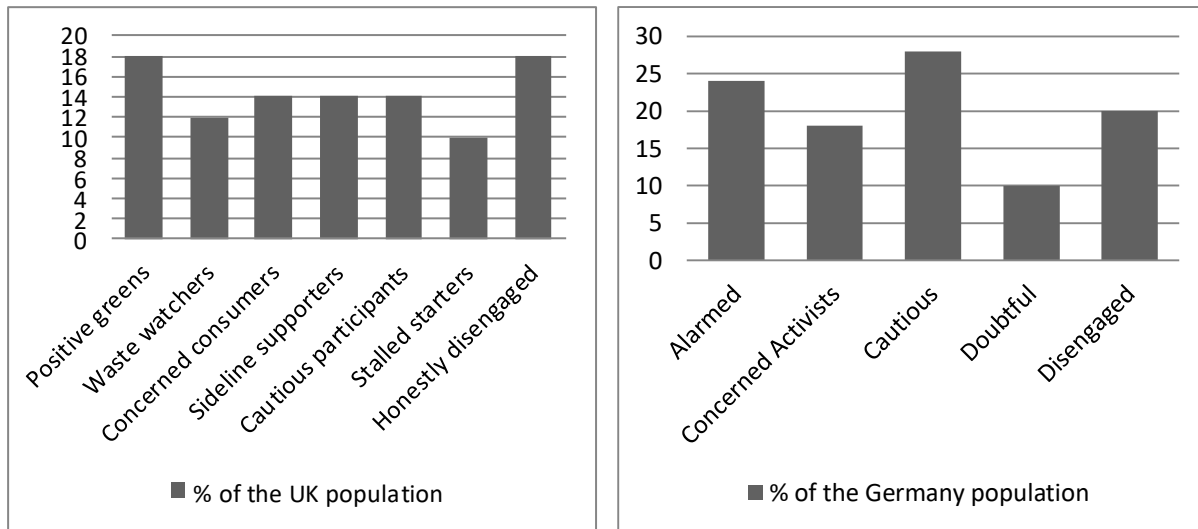 20
18
16
14
12
10
8
6
4
2
0
Positive greens
Waste watchers
Concerned consumers
Sideline supporters
Cautious participants
Stalled starters
Honestly disengaged
% of the UK population
30
25
20
15
10
5
0
Alarmed
Concerned Activists
Cautious
Doubtful
Disengaged
% of the Germany population